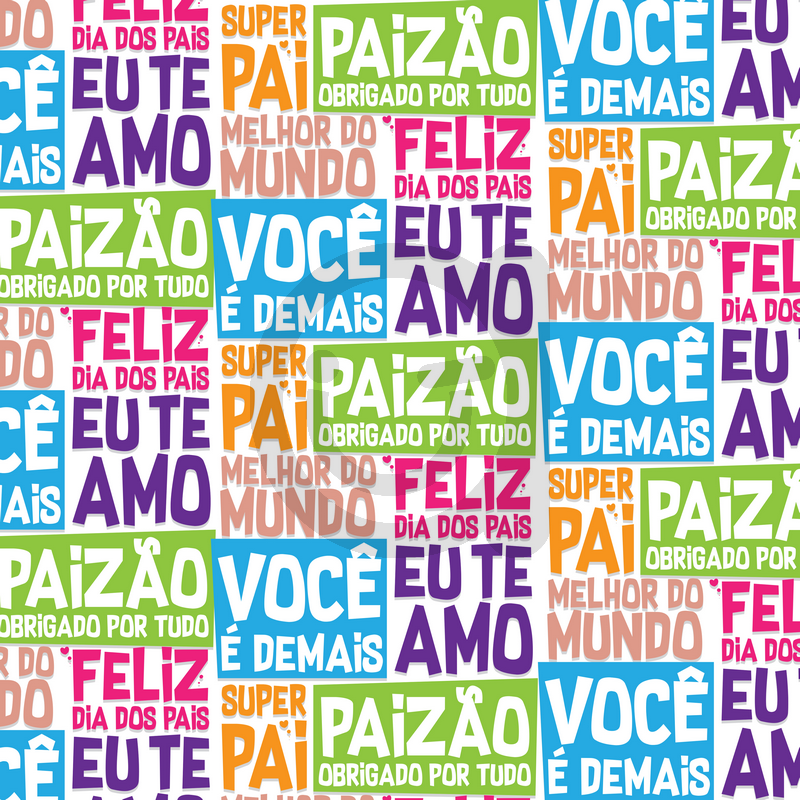 DO
FELIZ
DIA DOS PAIS
CÊ
MAIS
EU TE
AMO
PAIZÃO
OBRIGADO POR TUDO
R DO
DO
FELIZ
DIA DOS PAIS
CÊ
MAIS
EU TE
AMO
PAIZÃO
OBRIGADO POR TUDO
R DO
DO
FELIZ
DIA DOS PAIS
CÊ
EU TE
SUPER
PAI
PAIZÃO
OBRIGADO POR TUDO
MELHOR DO
MUNDO
FELIZ
DIA DOS PAIS
VOCÊ
É DEMAIS
EU TE
AMO
SUPER
PAI
PAIZÃO
OBRIGADO POR TUDO
MELHOR DO
MUNDO
FELIZ
DIA DOS PAIS
VOCÊ
É DEMAIS
EU TE
AMO
SUPER
PAI
PAIZÃO
OBRIGADO POR TUDO
VOCÊ
É DEMAIS
EU
AM
SUPER
PAI
PAIZÃ
OBRIGADO POR
MELHOR DO
MUNDO
FEL
DIA DOS
VOCÊ
É DEMAIS
EU
AM
SUPER
PAI
PAIZÃ
OBRIGADO POR
MELHOR DO
MUNDO
FEL
DIA DOS
VOCÊ
É DEMAIS
EU
AM